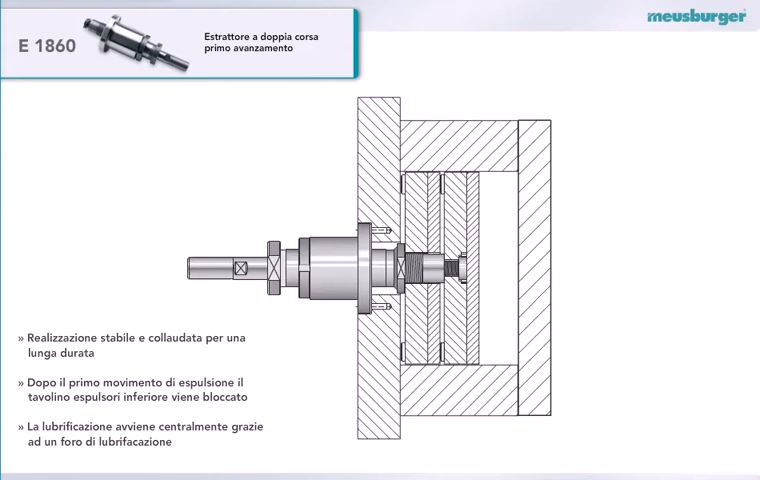 E 1860
Estrattore a doppia corsa
primo avanzamento
meusburger
» Realizzazione stabile e collaudata per una
lunga durata
» Dopo il primo movimento di espulsione il
tavolino espulsori inferiore viene bloccato
» La lubrificazione avviene centralmente grazie
ad un foro di lubrifacazione